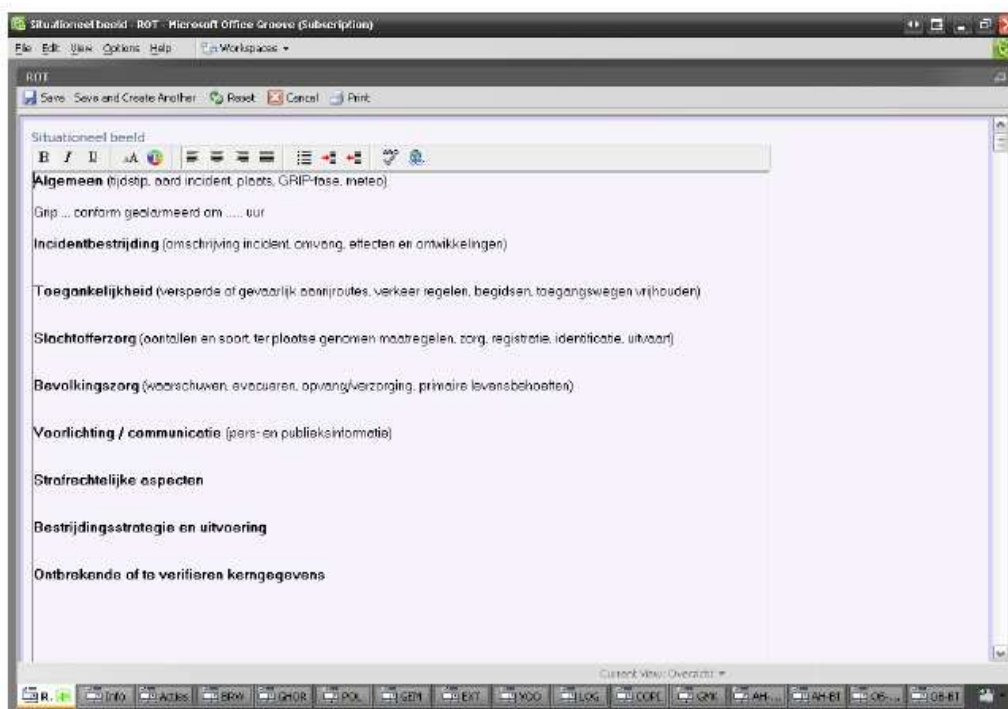 Situationeel beeld - ROT - Microsoft Office Groove (Subscription)
File Edit View Options Help Workspaces
ROT
Save Save and Create Another Reset Cancel Print
Situationeel beeld
B I U
Algemeen (tijdstip, aard incident, plaats, GRIP-fase, meteo)
Grip ... conform gealarmeerd om ..... uur
Incidentbestrijding (omschrijving incident, omvang, effecten en ontwikkelingen)
Toegankelijkheid (versperde of gevaarlijk aanrijroutes, verkeer regelen, begidsen, toegangswegen vrijhouden)
Slachtofferzorg (aantallen en soort, ter plaatse genomen maatregelen, zorg, registratie, identificatie, uitvaart)
Bevolkingszorg (waarschuwen, evacueren, opvang/verzorging, primaire levensbehoeften)
Voorlichting / communicatie (pers- en publieksinformatie)
Strafrechtelijke aspecten
Bestrijdingsstrategie en uitvoering
Ontbrekende of te verifieren kerngegevens
Current View: Overzicht
R... Info Acties BRW GHOR POL GEM EXT VOO LOG COPI GMK AH-... AH-BT OB-... OB-BT